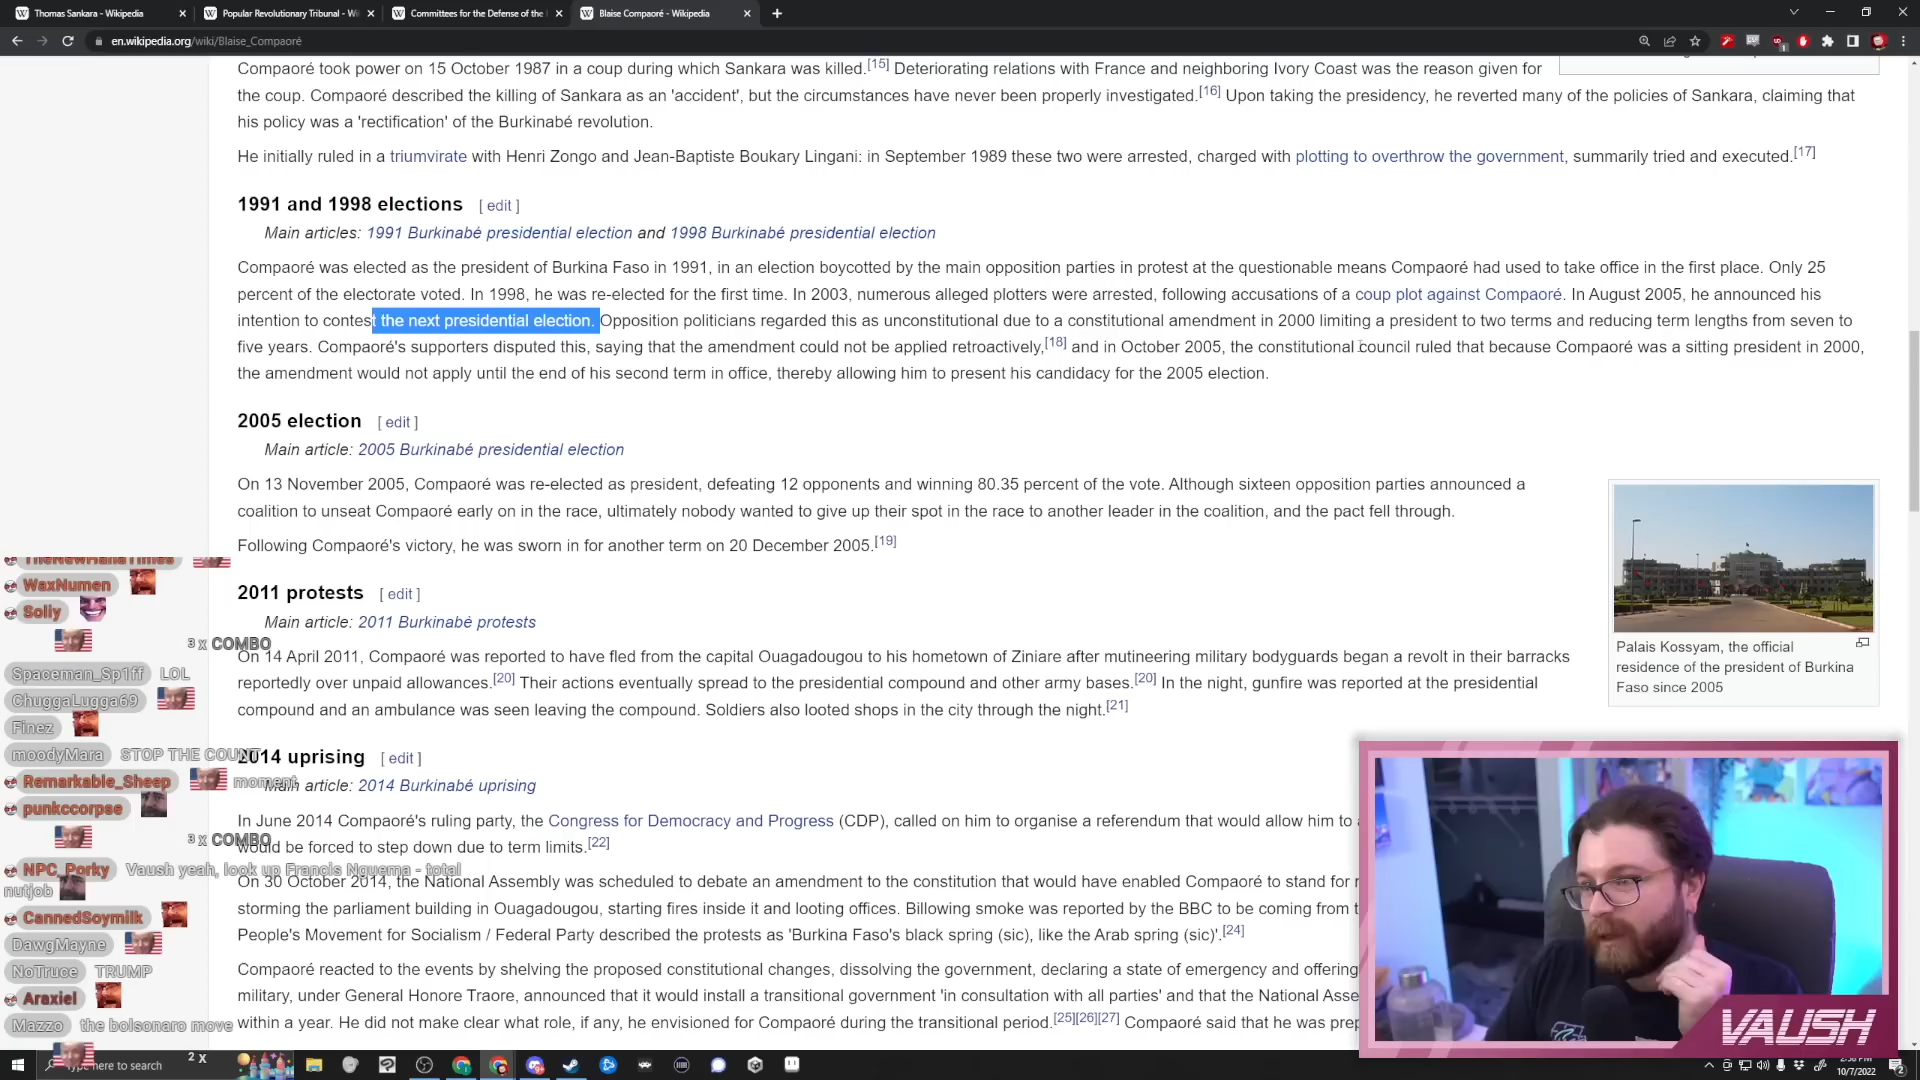 Thomas Sankara - Wikipedia
Popular Revolutionary Tribunal - Wi
Committees for the Defense of the
Blaise Compaoré - Wikipedia
en.wikipedia.org/wiki/Blaise_Compaoré
Compaoré took power on 15 October 1987 in a coup during which Sankara was killed.[15] Deteriorating relations with France and neighboring Ivory Coast was the reason given for
the coup. Compaoré described the killing of Sankara as an 'accident', but the circumstances have never been properly investigated.[16] Upon taking the presidency, he reverted many of the policies of Sankara, claiming that
his policy was a 'rectification' of the Burkinabé revolution.
He initially ruled in a triumvirate with Henri Zongo and Jean-Baptiste Boukary Lingani: in September 1989 these two were arrested, charged with plotting to overthrow the government, summarily tried and executed.[17]
1991 and 1998 elections [ edit ]
Main articles: 1991 Burkinabé presidential election and 1998 Burkinabé presidential election
Compaoré was elected as the president of Burkina Faso in 1991, in an election boycotted by the main opposition parties in protest at the questionable means Compaoré had used to take office in the first place. Only 25
percent of the electorate voted. In 1998, he was re-elected for the first time. In 2003, numerous alleged plotters were arrested, following accusations of a coup plot against Compaoré. In August 2005, he announced his
intention to contest the next presidential election. Opposition politicians regarded this as unconstitutional due to a constitutional amendment in 2000 limiting a president to two terms and reducing term lengths from seven to
five years. Compaoré's supporters disputed this, saying that the amendment could not be applied retroactively,[18] and in October 2005, the constitutional council ruled that because Compaoré was a sitting president in 2000,
the amendment would not apply until the end of his second term in office, thereby allowing him to present his candidacy for the 2005 election.
2005 election [ edit ]
Main article: 2005 Burkinabé presidential election
On 13 November 2005, Compaoré was re-elected as president, defeating 12 opponents and winning 80.35 percent of the vote. Although sixteen opposition parties announced a
coalition to unseat Compaoré early on in the race, ultimately nobody wanted to give up their spot in the race to another leader in the coalition, and the pact fell through.
Following Compaoré's victory, he was sworn in for another term on 20 December 2005.[19]
2011 protests [ edit ]
Main article: 2011 Burkinabè protests
On 14 April 2011, Compaoré was reported to have fled from the capital Ouagadougou to his hometown of Ziniare after mutineering military bodyguards began a revolt in their barracks
reportedly over unpaid allowances.[20] Their actions eventually spread to the presidential compound and other army bases.[20] In the night, gunfire was reported at the presidential
compound and an ambulance was seen leaving the compound. Soldiers also looted shops in the city through the night.[21]
Palais Kossyam, the official
residence of the president of Burkina
Faso since 2005
2014 uprising [ edit ]
Main article: 2014 Burkinabé uprising
In June 2014 Compaoré's ruling party, the Congress for Democracy and Progress (CDP), called on him to organise a referendum that would allow him to
would be forced to step down due to term limits.[22]
On 30 October 2014, the National Assembly was scheduled to debate an amendment to the constitution that would have enabled Compaoré to stand for
storming the parliament building in Ouagadougou, starting fires inside it and looting offices. Billowing smoke was reported by the BBC to be coming from
People's Movement for Socialism / Federal Party described the protests as 'Burkina Faso's black spring (sic), like the Arab spring (sic)'.[24]
Compaoré reacted to the events by shelving the proposed constitutional changes, dissolving the government, declaring a state of emergency and offering
military, under General Honore Traore, announced that it would install a transitional government 'in consultation with all parties' and that the National Asse
within a year. He did not make clear what role, if any, he envisioned for Compaoré during the transitional period.[25][26][27] Compaoré said that he was prep
WaxNumen
Soliy
3 x COMBO
Spaceman_Sp1ff LOL
ChuggaLugga69
Finez
moodyMara STOP THE COUNT
Remarkable_Sheep moment
punkccorpse
3 x COMBO
NPC_Porky Vaush yeah, look up Francis Nguema - total
nutjob
CannedSoymilk
DawgMayne
NoTruce TRUMP
Araxiel
Mazzo the bolsonaro move
2 x
VAUSH
here to search
10/7/2022